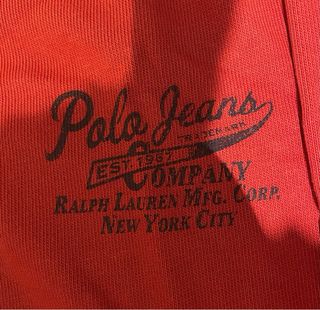 Polo Jeans
TRADEMARK
EST. 1967
COMPANY
RALPH LAUREN MFG. CORP.
NEW YORK CITY